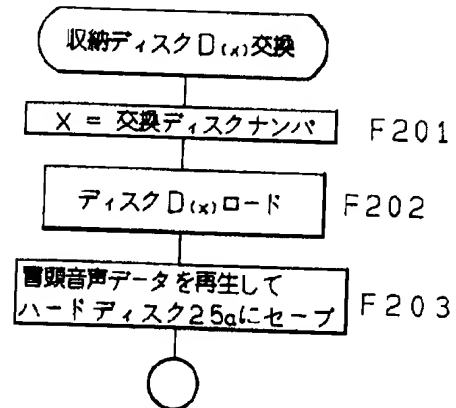 収納ディスクD(x)交換
X = 交換ディスクナンバ F201
ディスクD(x)ロード F202
冒頭音声データを再生して
ハードディスク25aにセーブ F203